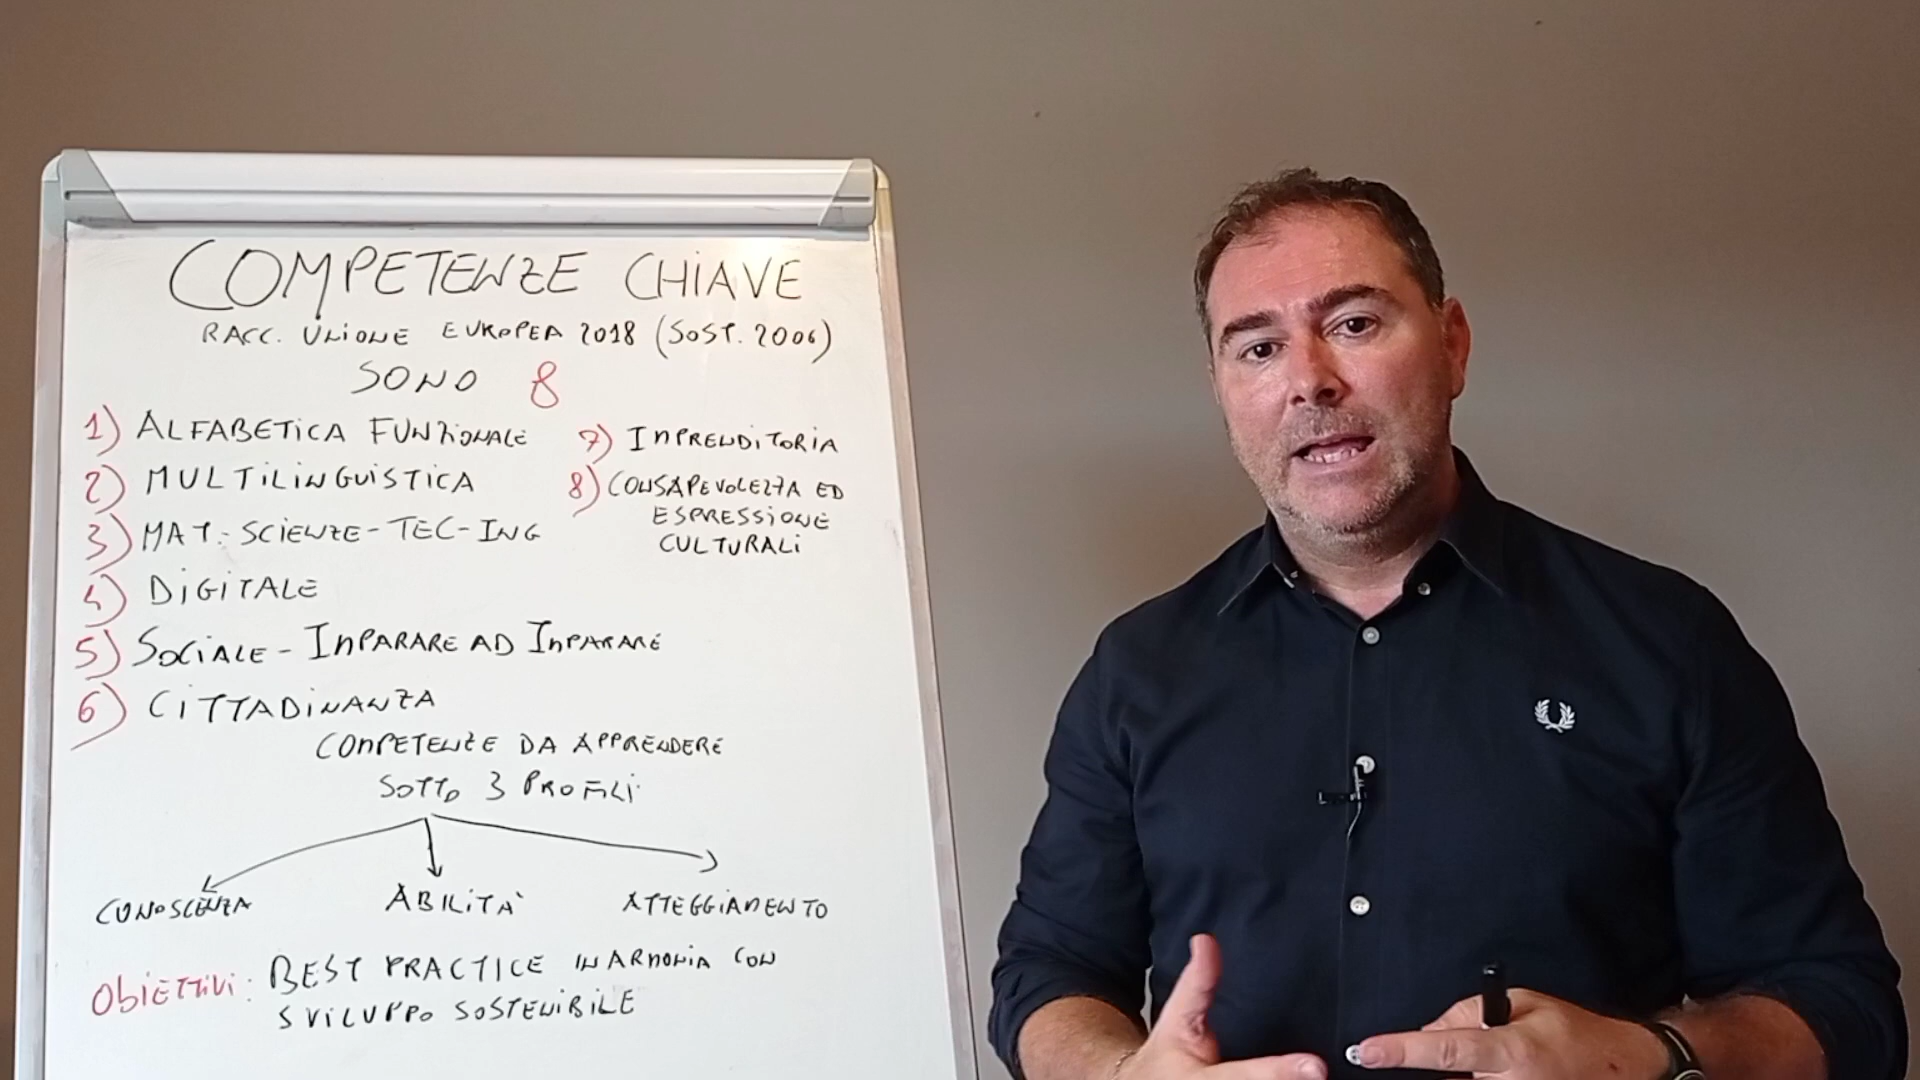 COMPETENZE CHIAVE
RACC. UNIONE EUROPEA 2018 (SOST. 2006)
SONO 8
1) ALFABETICA FUNZIONALE
2) MULTILINGUISTICA
3) MAT.-SCIENZE-TEC-ING
4) DIGITALE
5) SOCIALE - IMPARARE AD IMPARARE
6) CITTADINANZA
7) IMPRENDITORIA
8) CONSAPEVOLEZZA ED
ESPRESSIONE
CULTURALI
COMPETENZE DA APPRENDERE
SOTTO 3 PROFILI
CONOSCENZA ABILITÀ ATTEGGIAMENTO
OBIETTIVI: BEST PRACTICE IN ARMONIA CON
SVILUPPO SOSTENIBILE